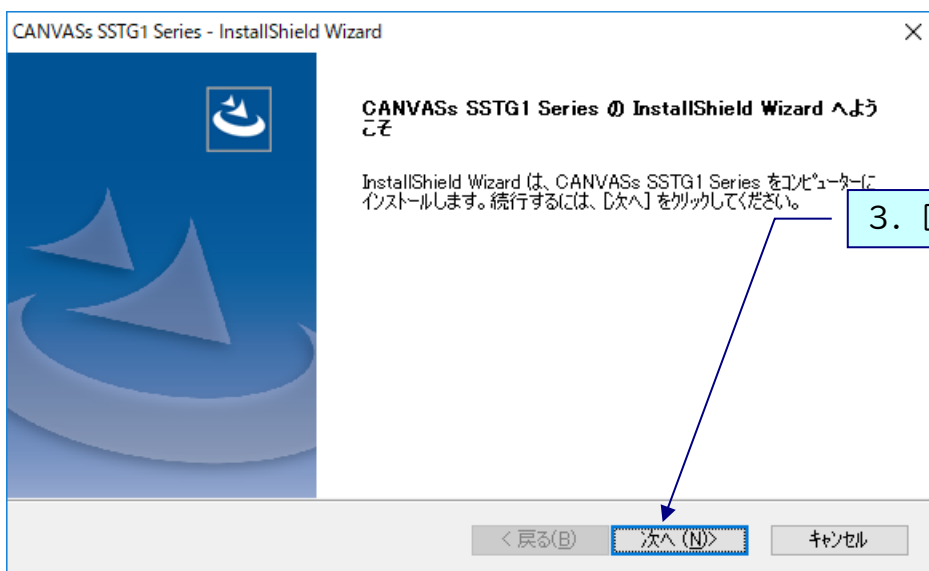 CANVASs SSTG1 Series - InstallShield Wizard
CANVASs SSTG1 Series の InstallShield Wizard へよう
こそ
InstallShield Wizard は、CANVASs SSTG1 Series をコンピューターに
インストールします。続行するには、[次へ] をクリックしてください。
3. [
< 戻る(B)
次へ (N)>
キャンセル